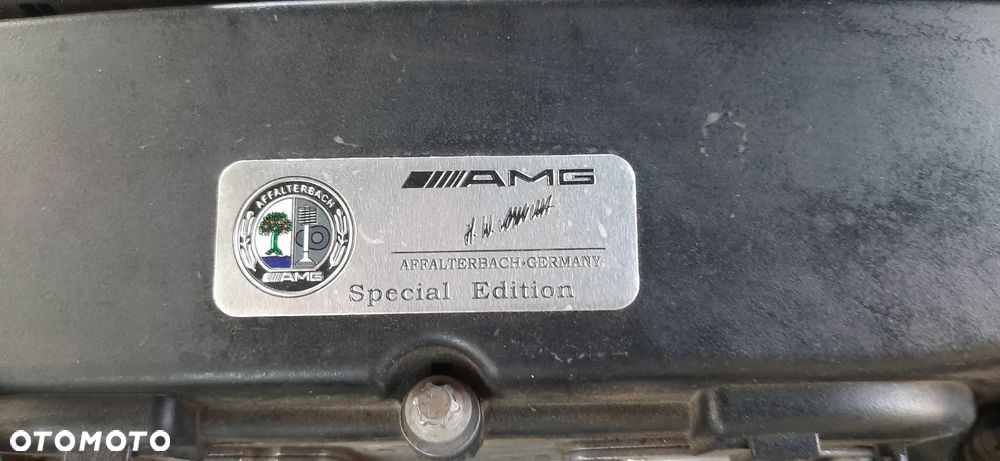 AFFALTERBACH
AMG
AMG
H. W.
AFFALTERBACH·GERMANY
Special Edition
OTOMOTO